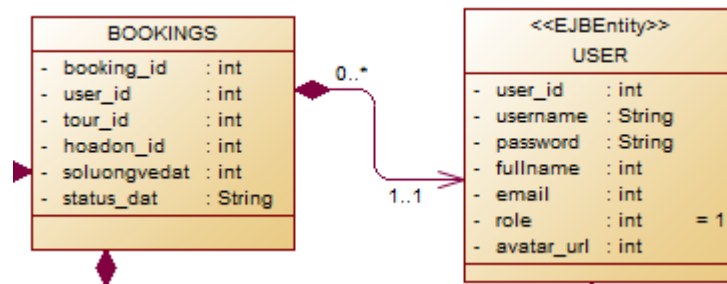 BOOKINGS
- booking_id : int
- user_id : int
- tour_id : int
- hoadon_id : int
- soluongvedat : int
- status_dat : String
0..*
1..1
<<EJBEntity>>
USER
- user_id : int
- username : String
- password : String
- fullname : int
- email : int
- role : int = 1
- avatar_url : int